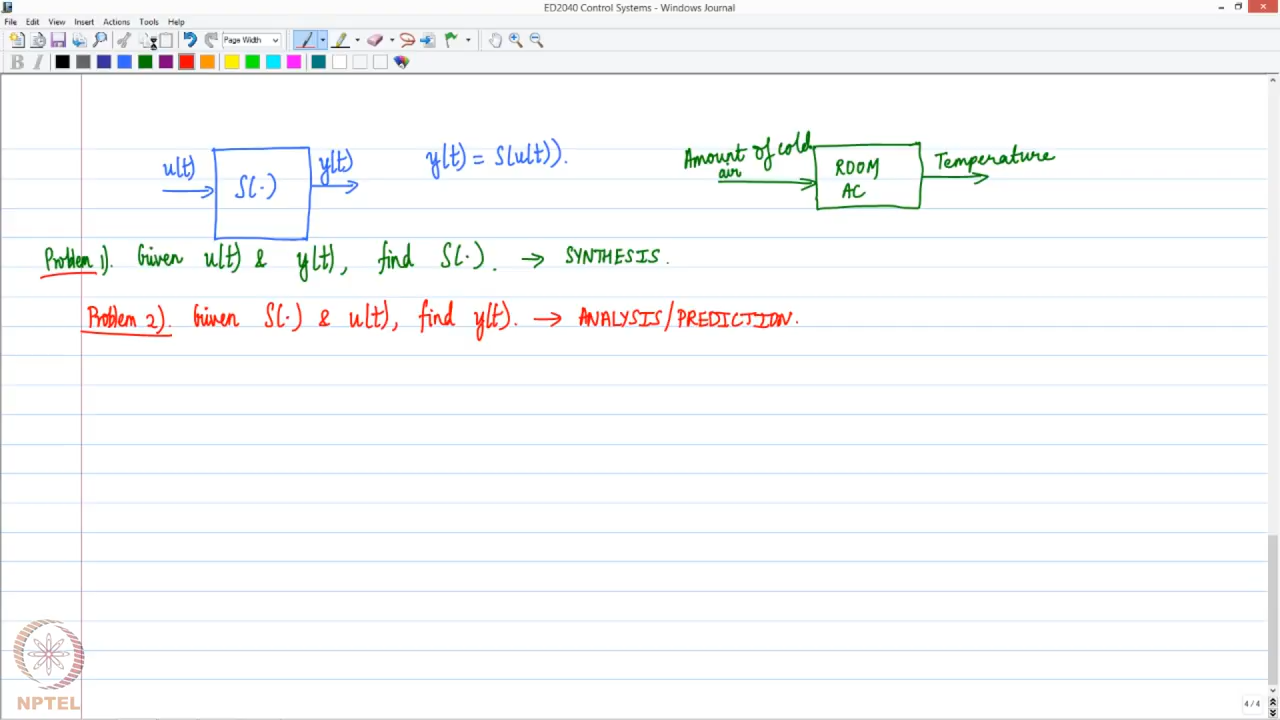 ED2040 Control Systems - Windows Journal
File Edit View Insert Actions Tools Help
Page Width
B I
u(t) S(·) y(t) y(t) = S(u(t)).
Amount of cold air ROOM AC Temperature
Problem 1). Given u(t) & y(t), find S(·). → SYNTHESIS.
Problem 2). Given S(·) & u(t), find y(t). → ANALYSIS/PREDICTION.
NPTEL
4 / 4